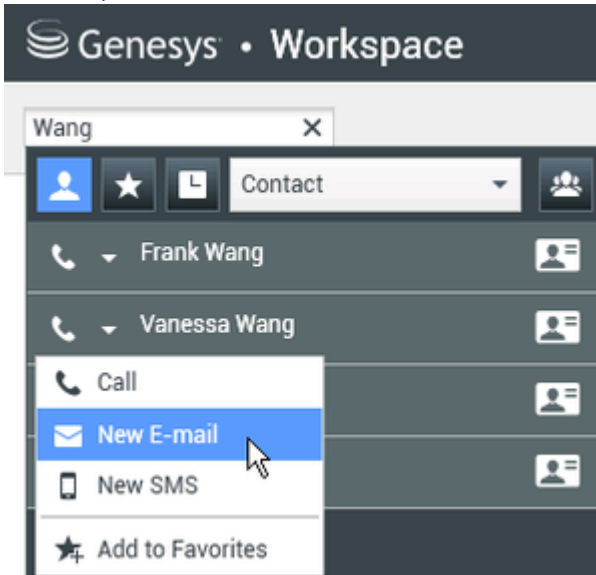 Genesys • Workspace
Wang
Contact
Frank Wang
Vanessa Wang
Call
New E-mail
New SMS
Add to Favorites